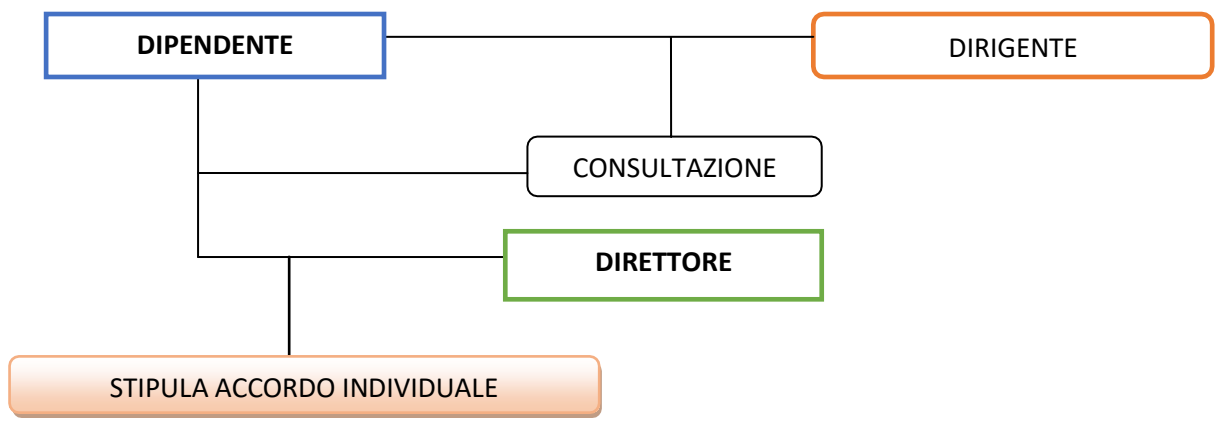 DIPENDENTE
DIRIGENTE
CONSULTAZIONE
DIRETTORE
STIPULA ACCORDO INDIVIDUALE